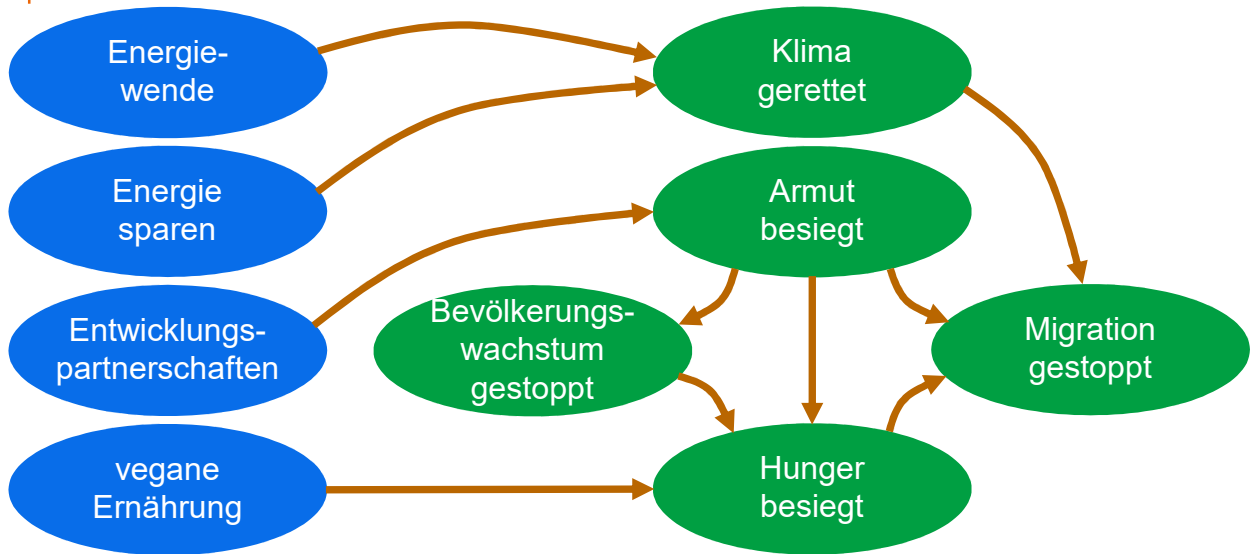 Energie-
wende
Klima
gerettet
Energie
sparen
Armut
besiegt
Entwicklungs-
partnerschaften
Bevölkerungs-
wachstum
gestoppt
Migration
gestoppt
vegane
Ernährung
Hunger
besiegt